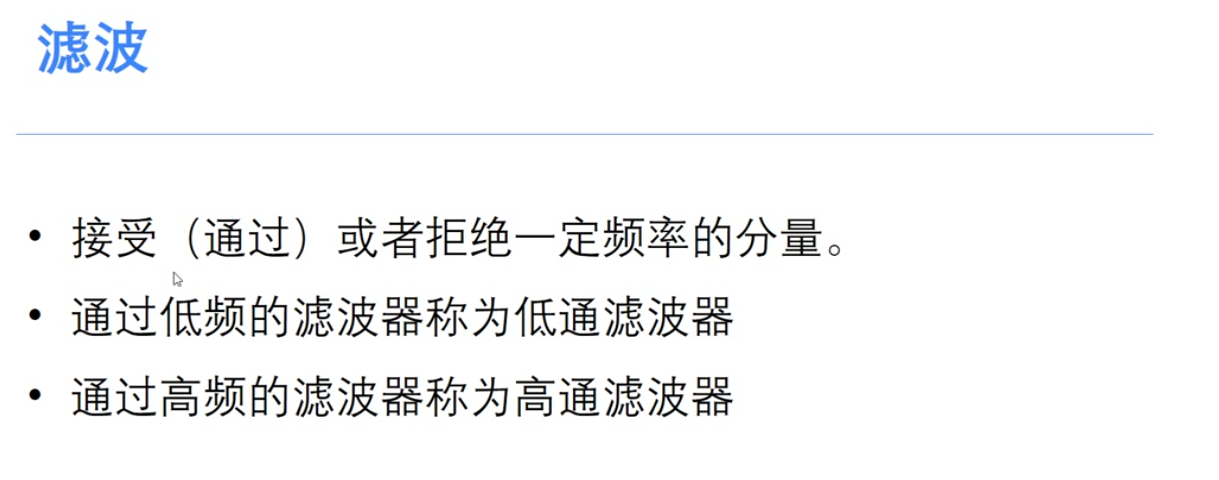 滤波
• 接受（通过）或者拒绝一定频率的分量。
• 通过低频的滤波器称为低通滤波器
• 通过高频的滤波器称为高通滤波器